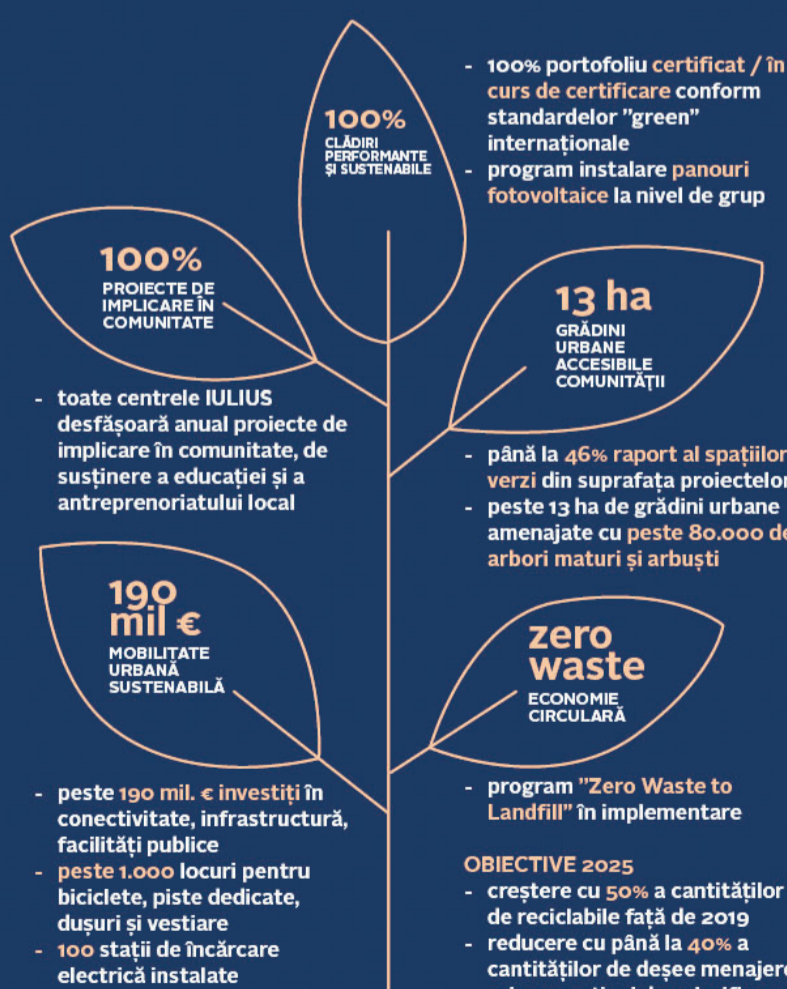 100%
CLĂDIRI
PERFORMANTE
ȘI SUSTENABILE
- 100% portofoliu certificat / în
curs de certificare conform
standardelor ”green”
internaționale
- program instalare panouri
fotovoltaice la nivel de grup
100%
PROIECTE DE
IMPLICARE ÎN
COMUNITATE
- toate centrele IULIUS
desfășoară anual proiecte de
implicare în comunitate, de
susținere a educației și a
antreprenoriatului local
13 ha
GRĂDINI
URBANE
ACCESIBILE
COMUNITĂȚII
- până la 46% raport al spațiilor
verzi din suprafața proiectelor
- peste 13 ha de grădini urbane
amenajate cu peste 80.000 de
arbori maturi și arbuști
190
mil €
MOBILITATE
URBANĂ
SUSTENABILĂ
- peste 190 mil. € investiți în
conectivitate, infrastructură,
facilități publice
- peste 1.000 locuri pentru
biciclete, piste dedicate,
dușuri și vestiare
- 100 stații de încărcare
electrică instalate
zero
waste
ECONOMIE
CIRCULARĂ
- program ”Zero Waste to
Landfill” în implementare
OBIECTIVE 2025
- creștere cu 50% a cantităților
de reciclabile față de 2019
- reducere cu până la 40% a
cantităților de deșee menajere